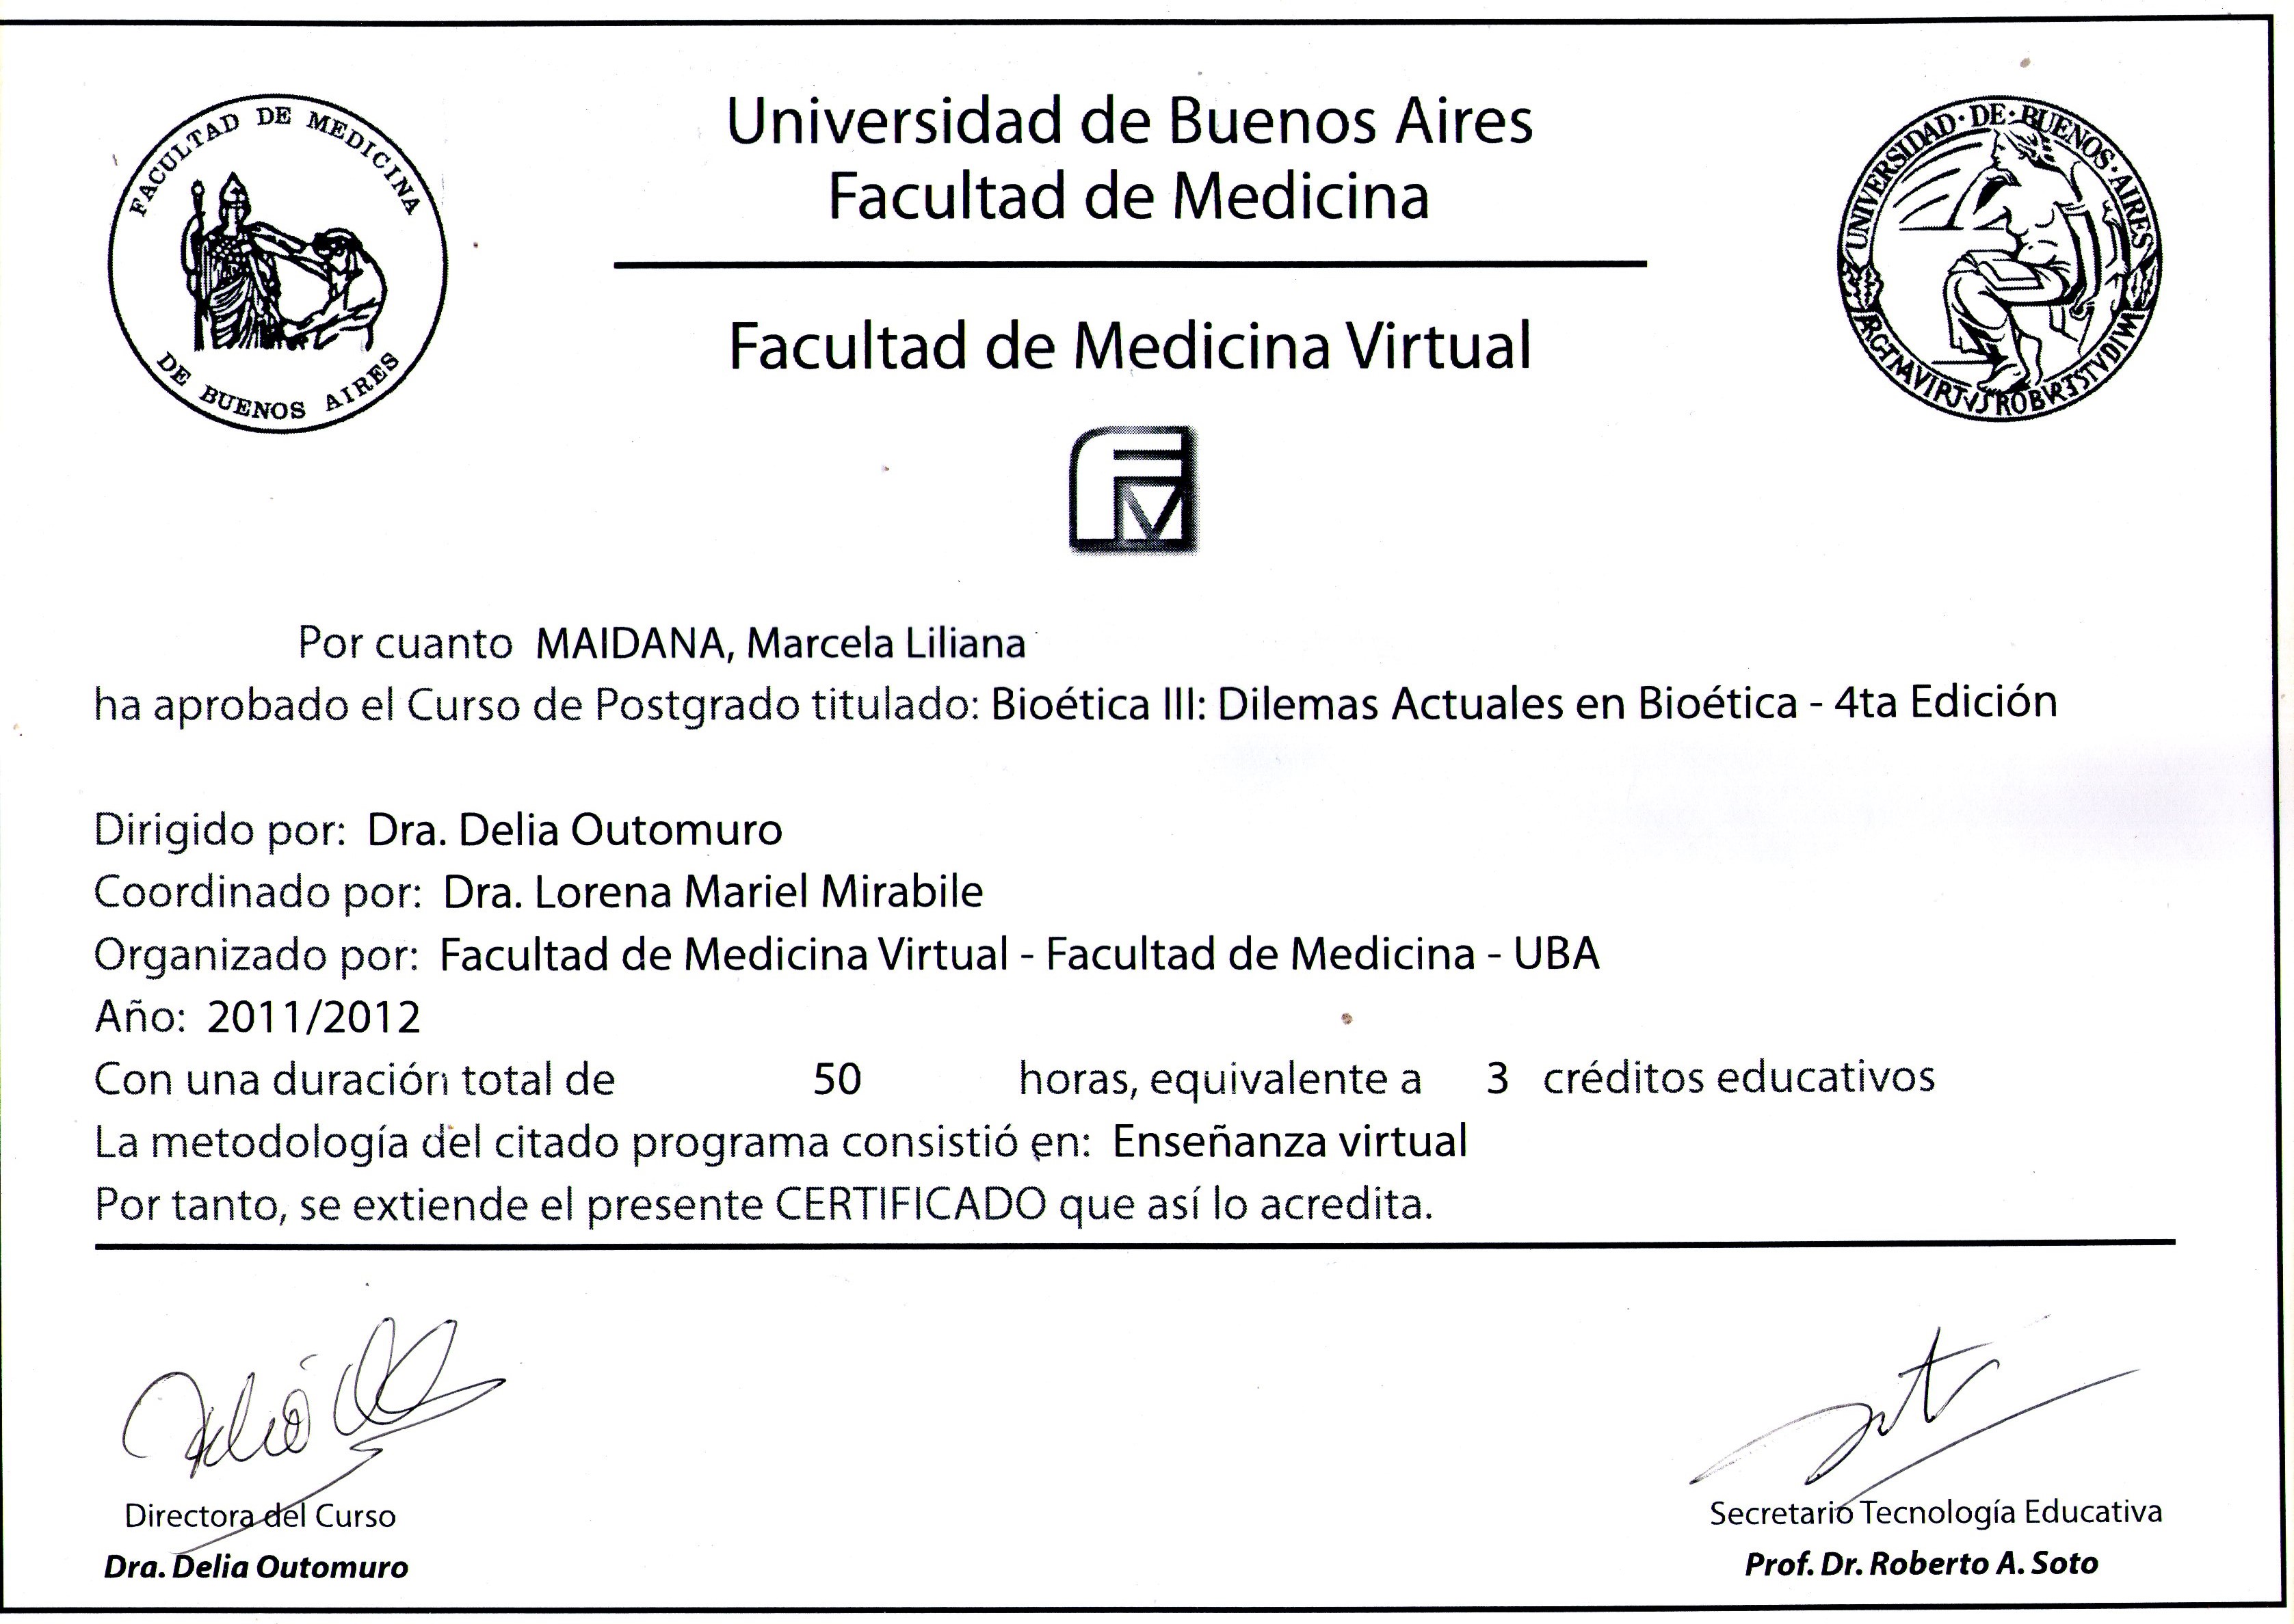 FACULTAD DE MEDICINA
DE BUENOS AIRES
Universidad de Buenos Aires
Facultad de Medicina
UNIVERSIDAD·DE·BUENOS·AIRES
Facultad de Medicina Virtual
FM
Por cuanto MAIDANA, Marcela Liliana
ha aprobado el Curso de Postgrado titulado: Bioética III: Dilemas Actuales en Bioética - 4ta Edición
Dirigido por: Dra. Delia Outomuro
Coordinado por: Dra. Lorena Mariel Mirabile
Organizado por: Facultad de Medicina Virtual - Facultad de Medicina - UBA
Año: 2011/2012
Con una duración total de 50 horas, equivalente a 3 créditos educativos
La metodología del citado programa consistió en: Enseñanza virtual
Por tanto, se extiende el presente CERTIFICADO que así lo acredita.
Directora del Curso
Dra. Delia Outomuro
Secretario Tecnología Educativa
Prof. Dr. Roberto A. Soto